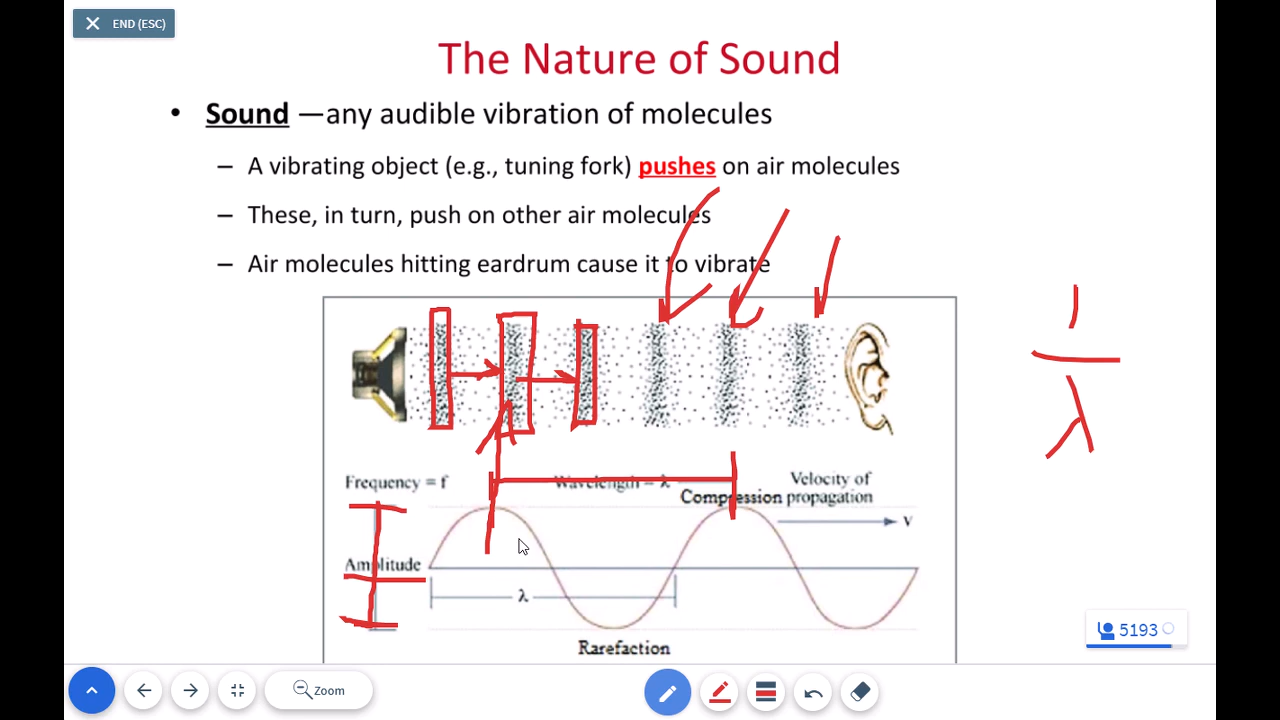 END (ESC)
The Nature of Sound
• Sound —any audible vibration of molecules
– A vibrating object (e.g., tuning fork) pushes on air molecules
– These, in turn, push on other air molecules
– Air molecules hitting eardrum cause it to vibrate
1
λ
Frequency = f
Wavelength = λ
Velocity of
Compression propagation
V
Amplitude
λ
Rarefaction
5193
Zoom